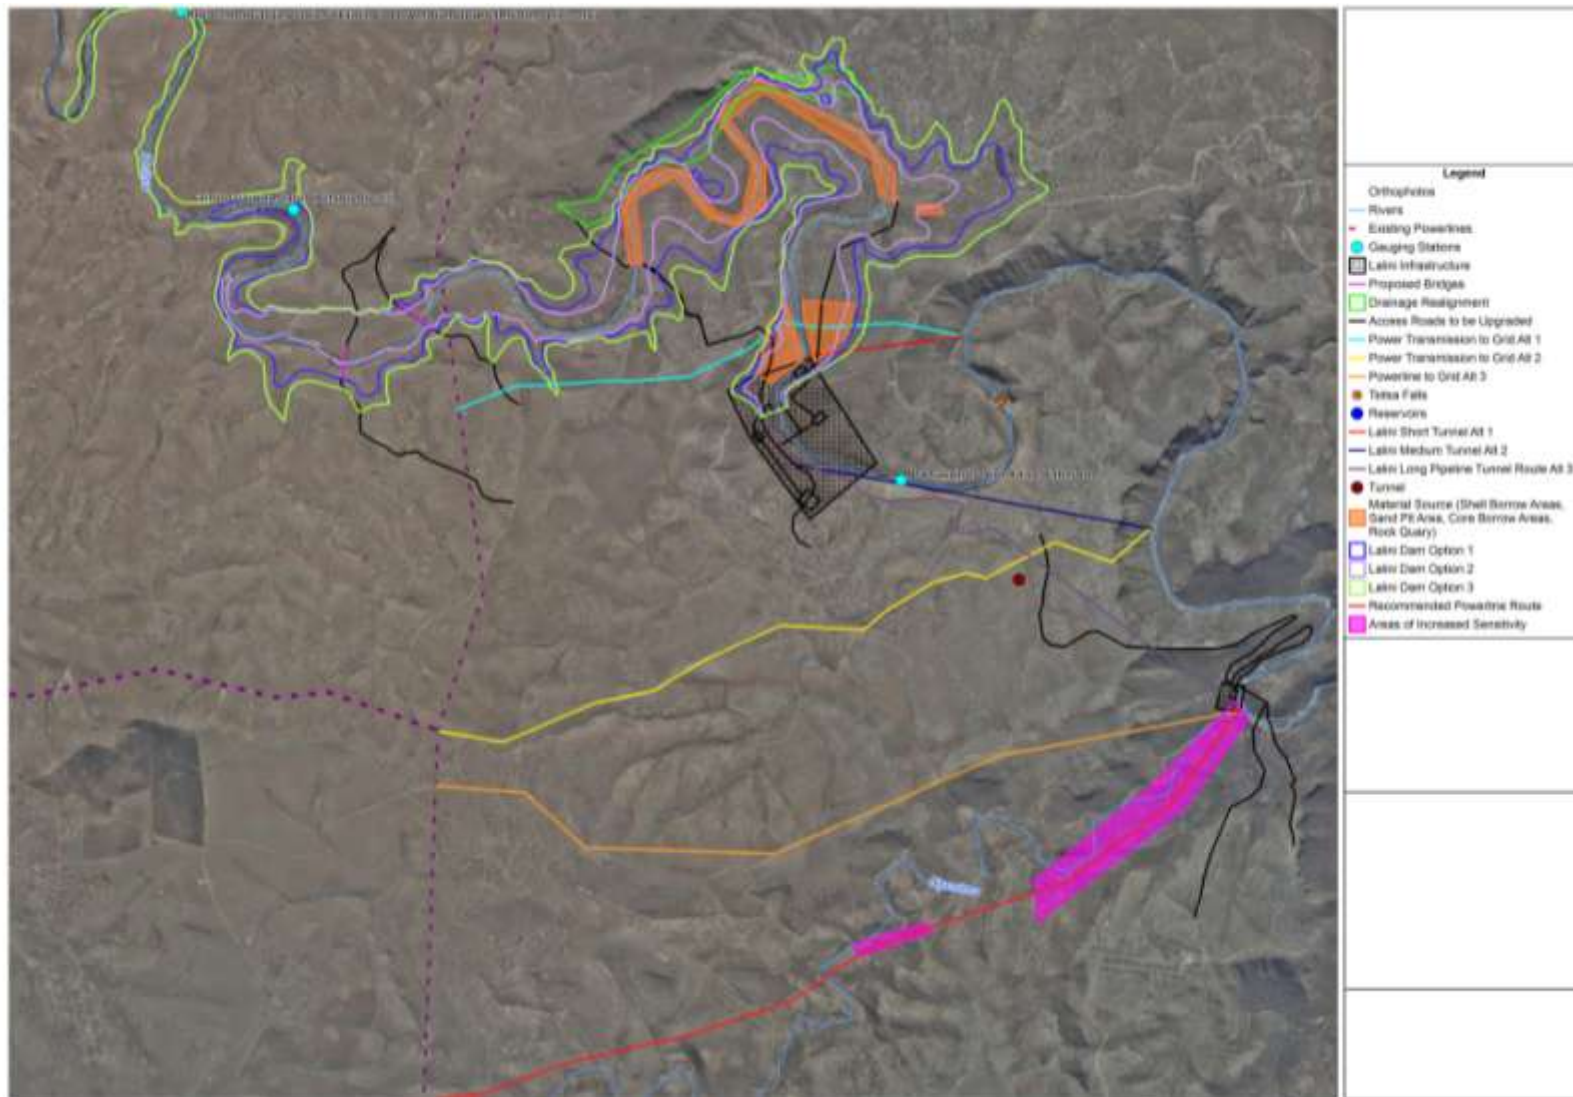 Legend
Orthophotos
Rivers
Existing Powerlines
Gauging Stations
Lalini Infrastructure
Proposed Bridges
Drainage Realignment
Access Roads to be Upgraded
Power Transmission to Grid Alt 1
Power Transmission to Grid Alt 2
Powerline to Grid Alt 3
Tsitsa Falls
Reservoirs
Lalini Short Tunnel Alt 1
Lalini Medium Tunnel Alt 2
Lalini Long Pipeline Tunnel Route Alt 3
Tunnel
Material Source (Shell Borrow Areas,
Sand Pit Area, Core Borrow Areas,
Rock Quary)
Lalini Dam Option 1
Lalini Dam Option 2
Lalini Dam Option 3
Recommended Powerline Route
Areas of Increased Sensitivity